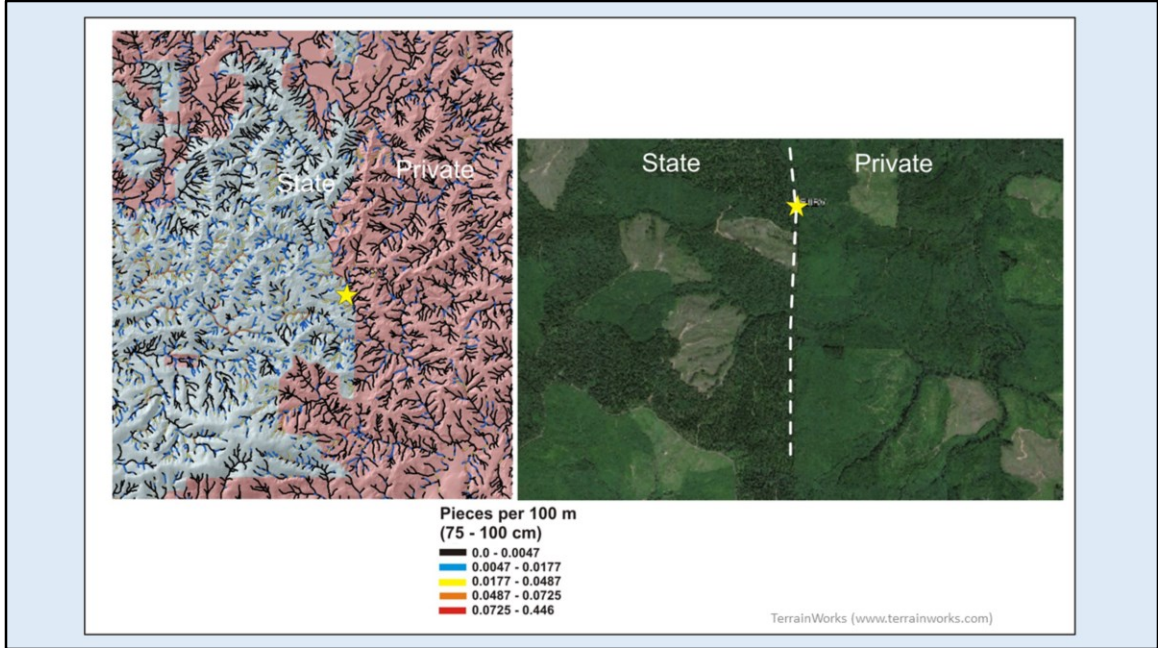 State
Private
State
Private
Pieces per 100 m
(75 - 100 cm)
0.0 - 0.0047
0.0047 - 0.0177
0.0177 - 0.0487
0.0487 - 0.0725
0.0725 - 0.446
TerrainWorks (www.terrainworks.com)